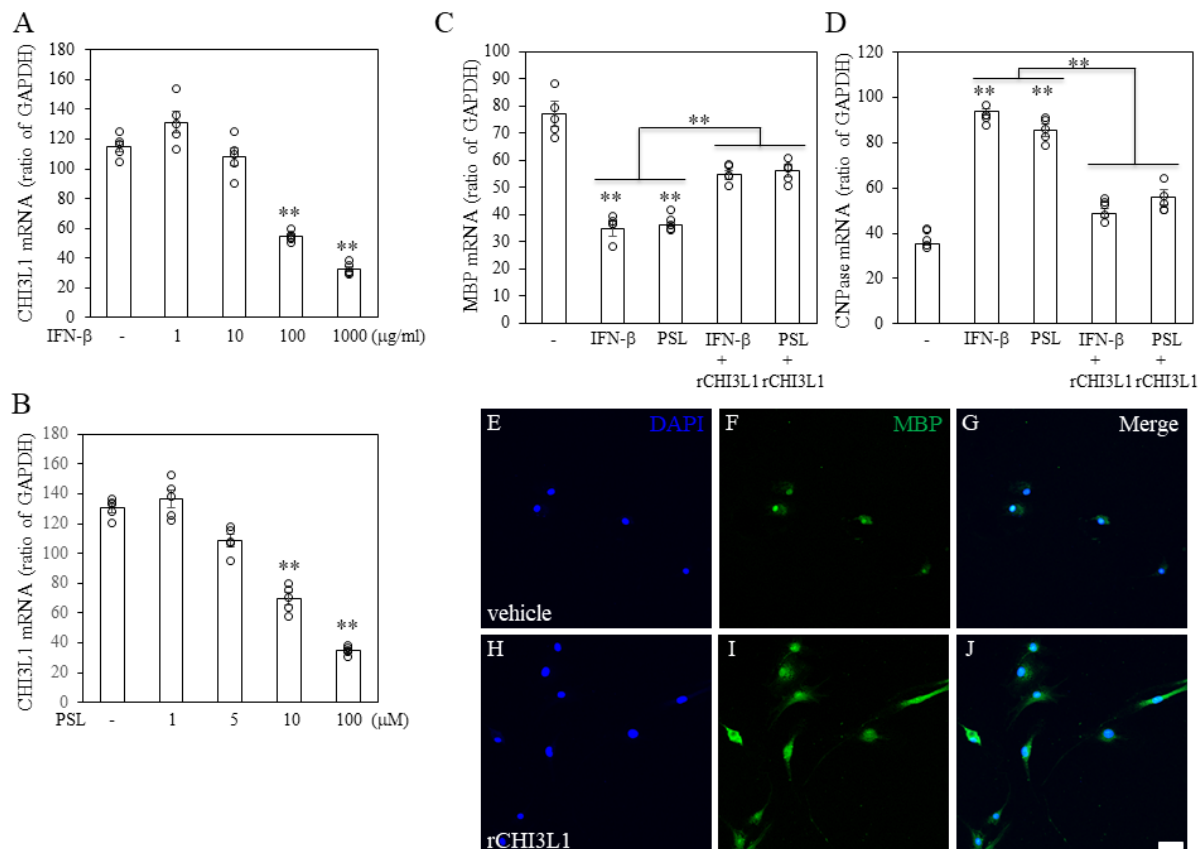 A
CHI3L1 mRNA (ratio of GAPDH)
180
160
140
120
100
80
60
40
20
0
**
**
IFN-β - 1 10 100 1000 (μg/ml)
B
CHI3L1 mRNA (ratio of GAPDH)
180
160
140
120
100
80
60
40
20
0
**
**
PSL - 1 5 10 100 (μM)
C
MBP mRNA (ratio of GAPDH)
100
90
80
70
60
50
40
30
20
10
0
**
** **
- IFN-β PSL IFN-β PSL
+ +
rCHI3L1 rCHI3L1
D
CNPase mRNA (ratio of GAPDH)
120
100
80
60
40
20
0
**
** **
- IFN-β PSL IFN-β PSL
+ +
rCHI3L1 rCHI3L1
E DAPI
vehicle
F MBP
G Merge
H
rCHI3L1
I
J